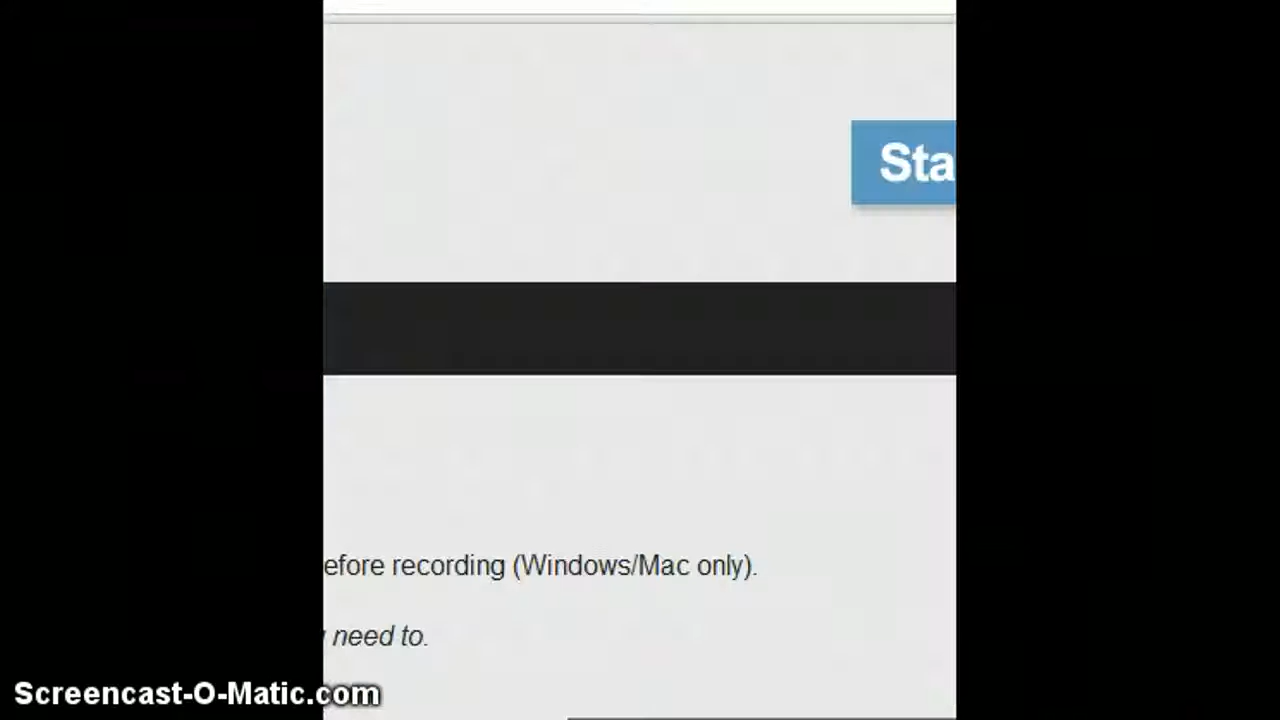 Sta
efore recording (Windows/Mac only).
need to.
Screencast-O-Matic.com